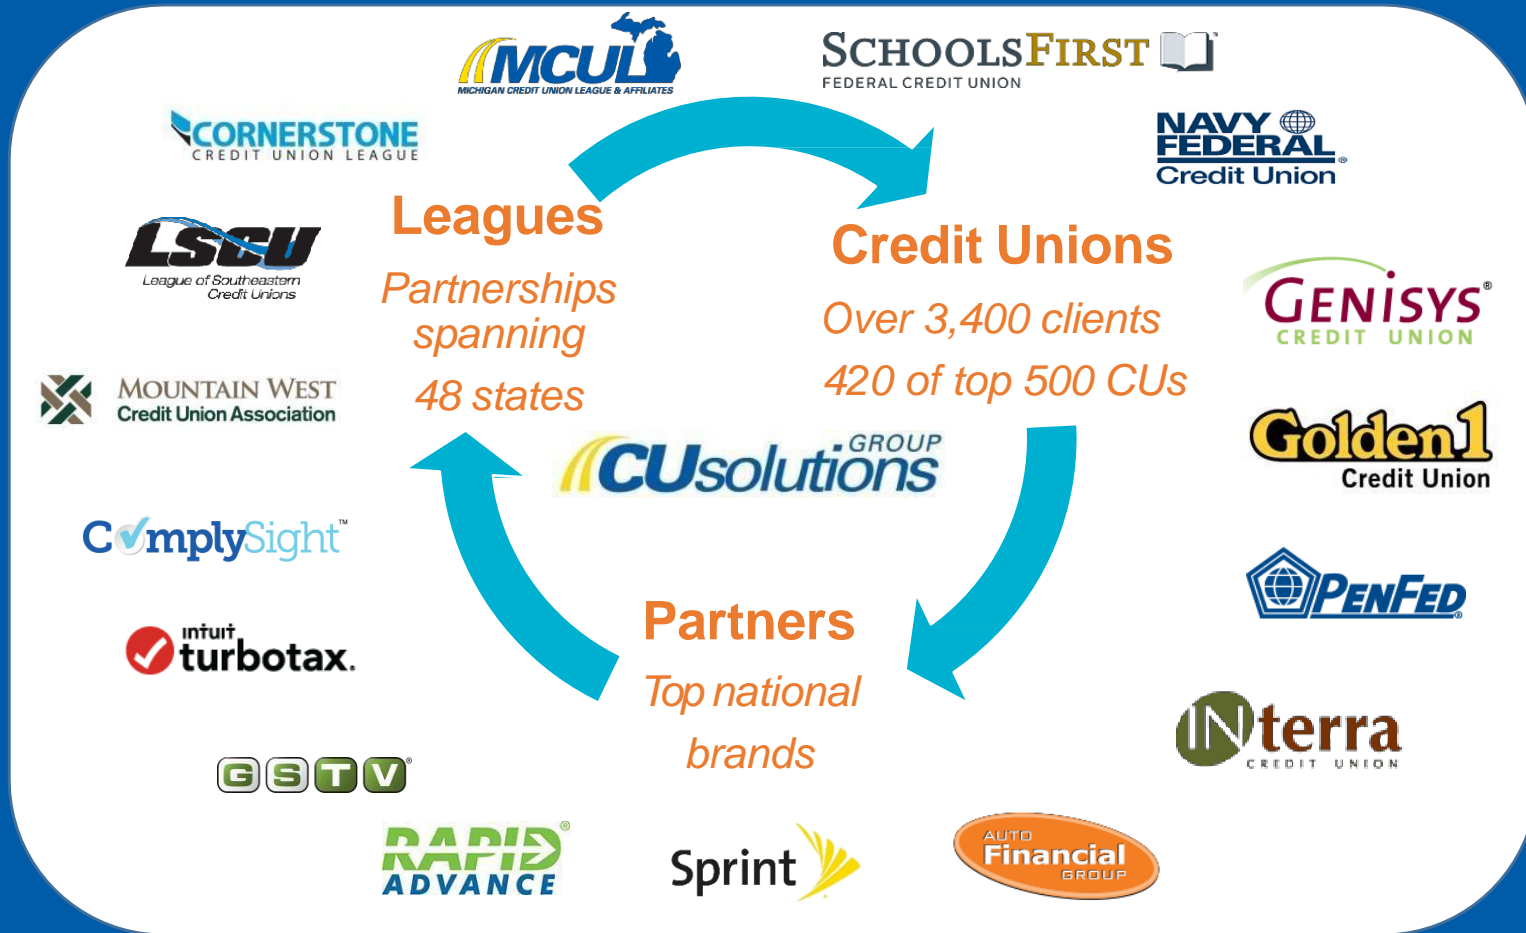 MCUL
MICHIGAN CREDIT UNION LEAGUE & AFFILIATES
SCHOOLSFIRST™
FEDERAL CREDIT UNION
CORNERSTONE
CREDIT UNION LEAGUE
NAVY
FEDERAL®
Credit Union
Leagues
Partnerships
spanning
48 states
Credit Unions
Over 3,400 clients
420 of top 500 CUs
LSCU
League of Southeastern
Credit Unions
GENISYS®
CREDIT UNION
MOUNTAIN WEST
Credit Union Association
Golden1
Credit Union
GROUP
CUsolutions
ComplySight™
PENFED®
intuit
turbotax.
Partners
Top national
brands
INterra
CREDIT UNION
GSTV®
RAPID®
ADVANCE
Sprint
AUTO
Financial
GROUP